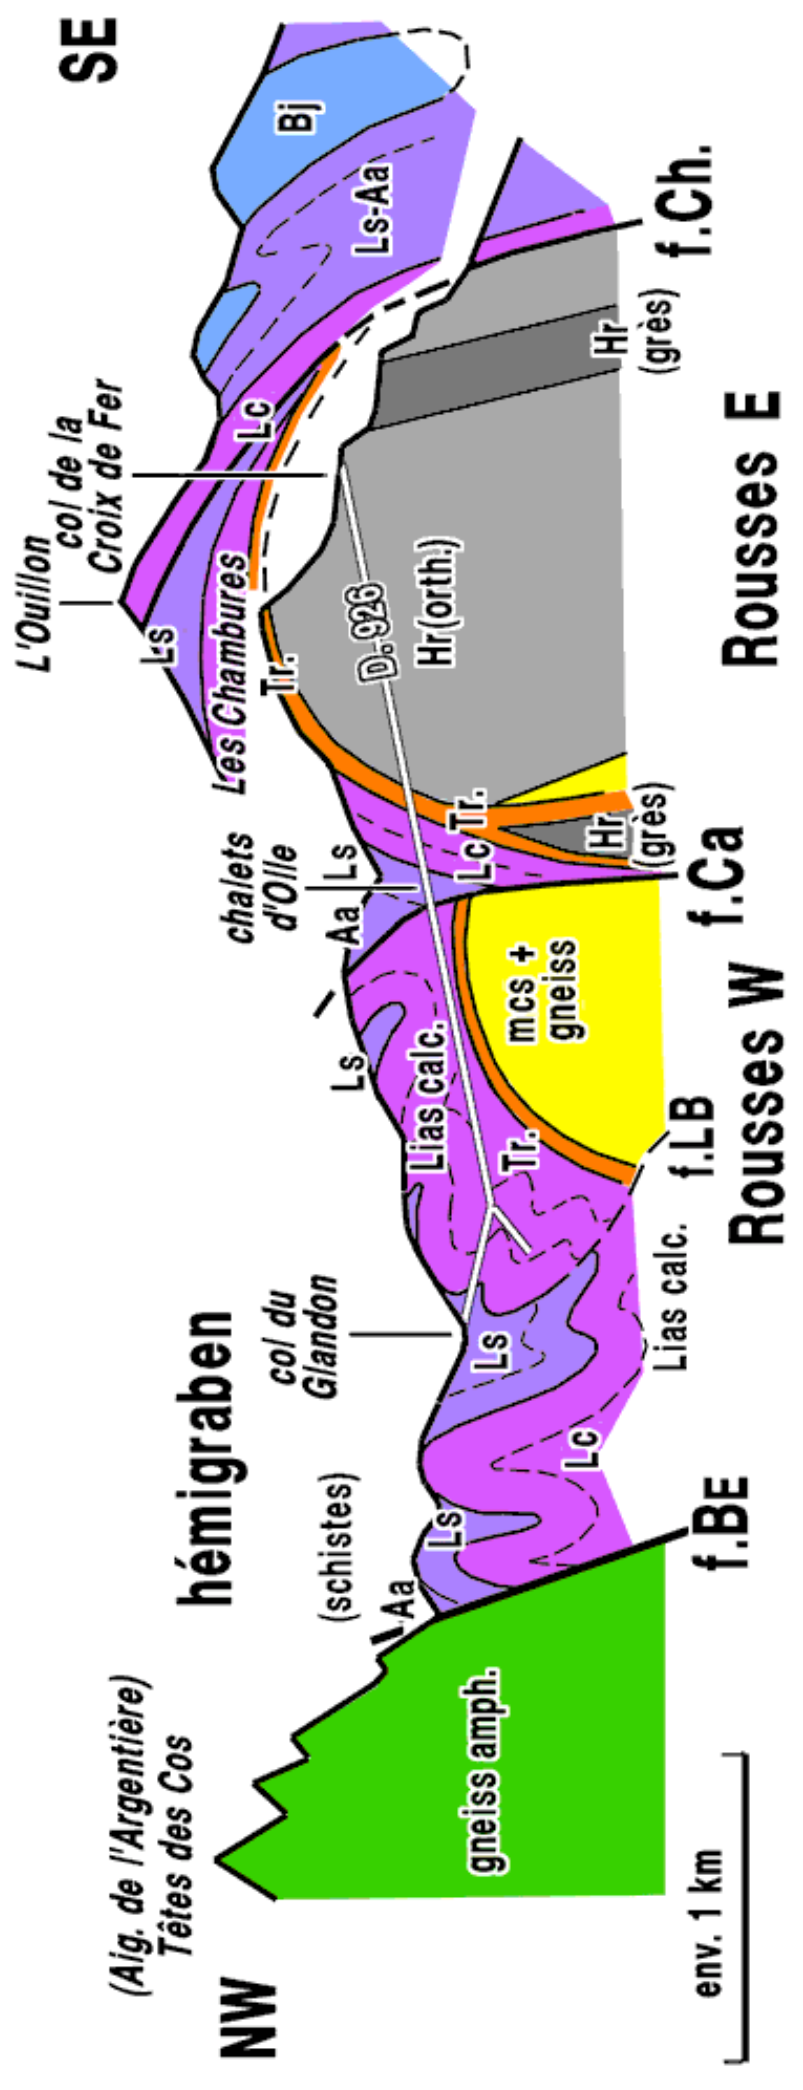 NW
SE
(Aig. de l'Argentière)
Têtes des Cos
hémigraben
(schistes)
Aa
col du
Glandon
chalets
d'Olle
L'Ouillon
col de la
Croix de Fer
Ls
Ls
Ls
Aa
Ls
Ls
Les Chambures
Tr.
Lc
Ls-Aa
Bj
gneiss amph.
Lc
Lias calc.
Lias calc.
Tr.
mcs +
gneiss
Lc
Tr.
D. 926
Hr(orth.)
Hr
(grès)
Hr
(grès)
env. 1 km
f.BE
f.LB
f.Ca
f.Ch.
Rousses W
Rousses E